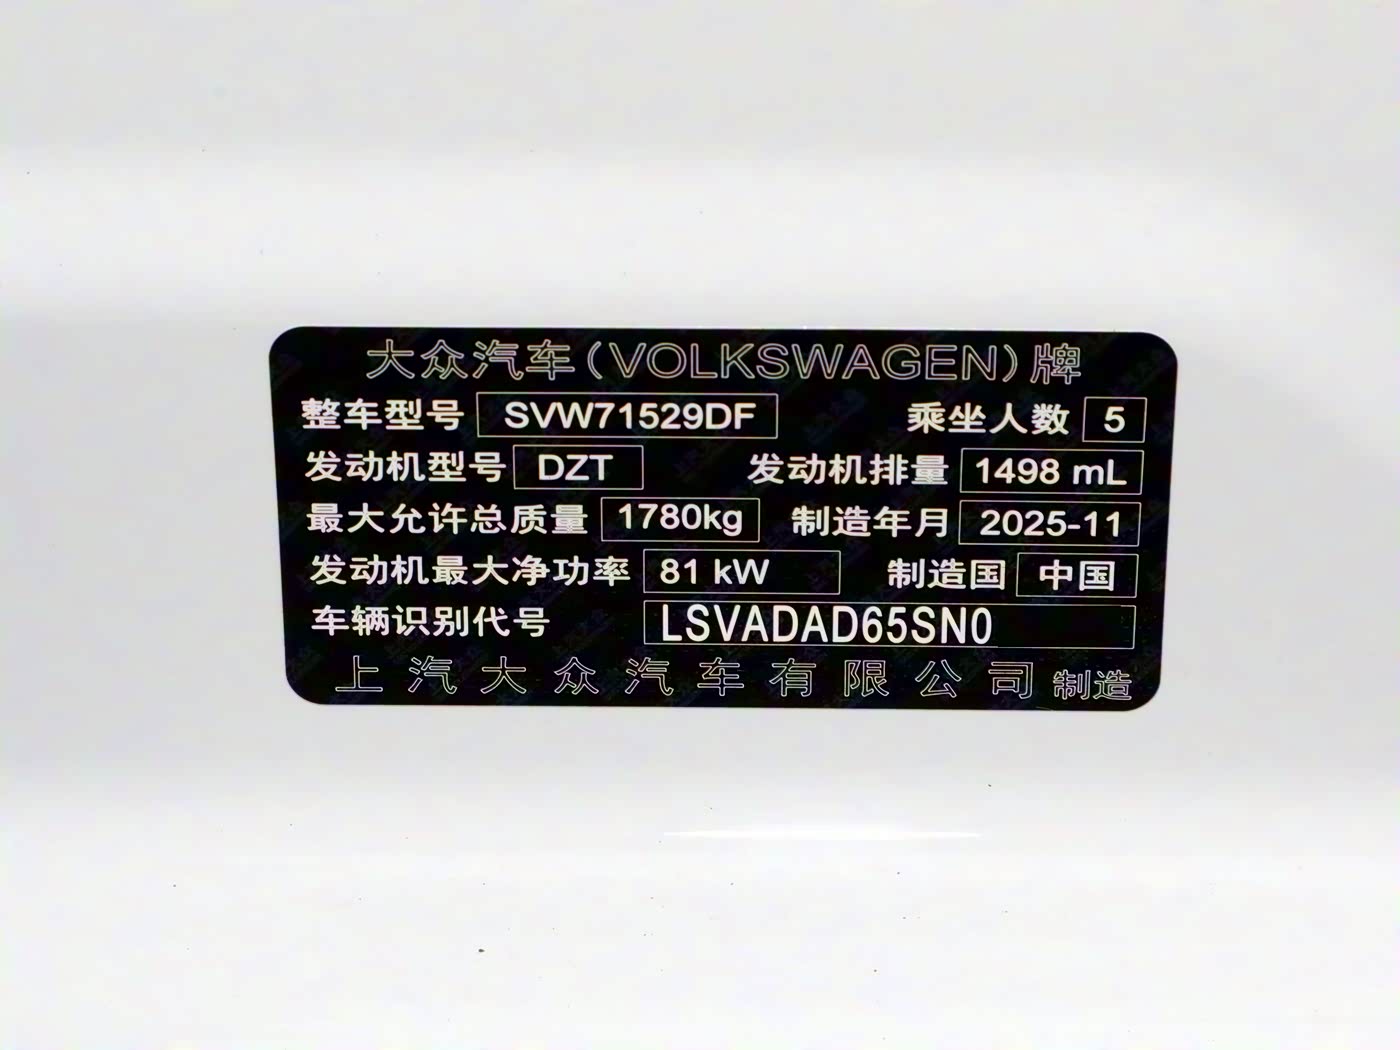 大众汽车(VOLKSWAGEN)牌
整车型号 SVW71529DF 乘坐人数 5
发动机型号 DZT 发动机排量 1498 mL
最大允许总质量 1780kg 制造年月 2025-11
发动机最大净功率 81 kW 制造国 中国
车辆识别代号 LSVADAD65SN0
上汽大众汽车有限公司 制造